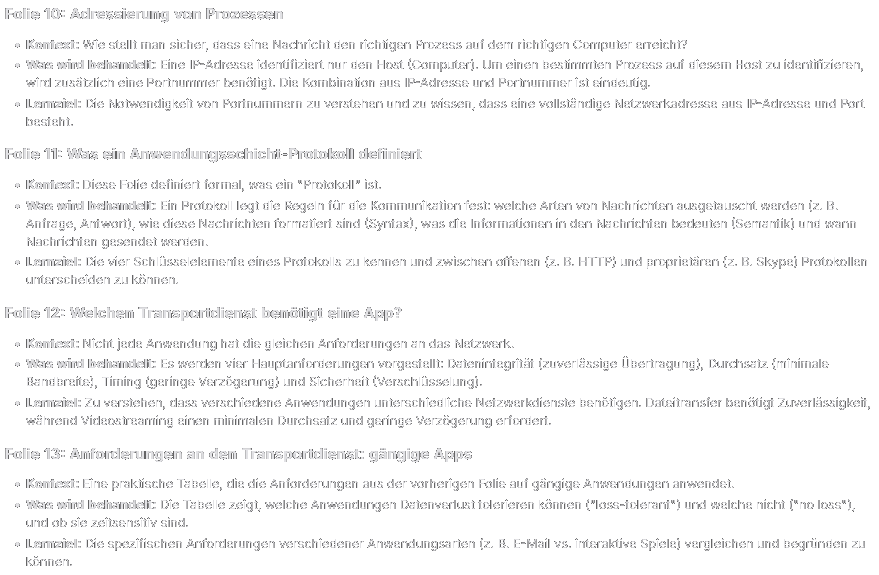 Folie 10: Adressierung von Prozessen
Kontext: Wie stellt man sicher, dass eine Nachricht den richtigen Prozess auf dem richtigen Computer erreicht?
Was wird behandelt: Eine IP-Adresse identifiziert nur den Host (Computer). Um einen bestimmten Prozess auf diesem Host zu identifizieren,
wird zusätzlich eine Portnummer benötigt. Die Kombination aus IP-Adresse und Portnummer ist eindeutig.
Lernziel: Die Notwendigkeit von Portnummern zu verstehen und zu wissen, dass eine vollständige Netzwerkadresse aus IP-Adresse und Port
besteht.
Folie 11: Was ein Anwendungsschicht-Protokoll definiert
Kontext: Diese Folie definiert formal, was ein "Protokoll" ist.
Was wird behandelt: Ein Protokoll legt die Regeln für die Kommunikation fest: welche Arten von Nachrichten ausgetauscht werden (z. B.
Anfrage, Antwort), wie diese Nachrichten formatiert sind (Syntax), was die Informationen in den Nachrichten bedeuten (Semantik) und wann
Nachrichten gesendet werden.
Lernziel: Die vier Schlüsselelemente eines Protokolls zu kennen und zwischen offenen (z. B. HTTP) und proprietären (z. B. Skype) Protokollen
unterscheiden zu können.
Folie 12: Welchen Transportdienst benötigt eine App?
Kontext: Nicht jede Anwendung hat die gleichen Anforderungen an das Netzwerk.
Was wird behandelt: Es werden vier Hauptanforderungen vorgestellt: Datenintegrität (zuverlässige Übertragung), Durchsatz (minimale
Bandbreite), Timing (geringe Verzögerung) und Sicherheit (Verschlüsselung).
Lernziel: Zu verstehen, dass verschiedene Anwendungen unterschiedliche Netzwerkdienste benötigen. Dateitransfer benötigt Zuverlässigkeit,
während Videostreaming einen minimalen Durchsatz und geringe Verzögerung erfordert.
Folie 13: Anforderungen an den Transportdienst: gängige Apps
Kontext: Eine praktische Tabelle, die die Anforderungen aus der vorherigen Folie auf gängige Anwendungen anwendet.
Was wird behandelt: Die Tabelle zeigt, welche Anwendungen Datenverlust tolerieren können ("loss-tolerant") und welche nicht ("no loss"),
und ob sie zeitsensitiv sind.
Lernziel: Die spezifischen Anforderungen verschiedener Anwendungsarten (z. B. E-Mail vs. interaktive Spiele) vergleichen und begründen zu
können.